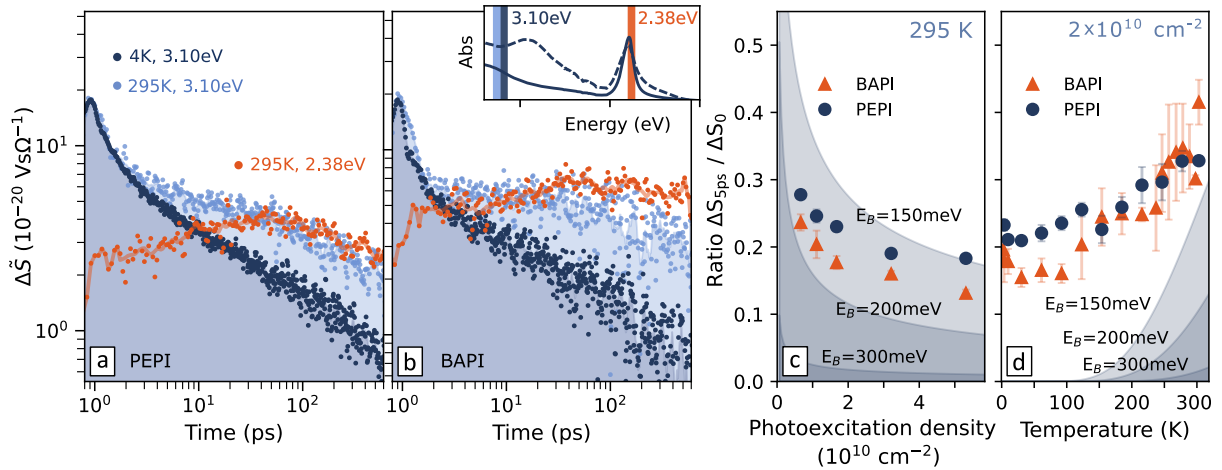 ΔS̃ (10⁻²⁰ VsΩ⁻¹)
10¹
10⁰
4K, 3.10eV
295K, 3.10eV
295K, 2.38eV
a
PEPI
10⁰
10¹
10²
Time (ps)
b
BAPI
10⁰
10¹
10²
Time (ps)
Abs
3.10eV
2.38eV
Energy (eV)
Ratio ΔS₅ₚₛ / ΔS₀
0.5
0.4
0.3
0.2
0.1
0.0
295 K
BAPI
PEPI
E_B=150meV
E_B=200meV
E_B=300meV
c
0
2
4
Photoexcitation density
(10¹⁰ cm⁻²)
2×10¹⁰ cm⁻²
BAPI
PEPI
E_B=150meV
E_B=200meV
E_B=300meV
d
0
100
200
300
Temperature (K)